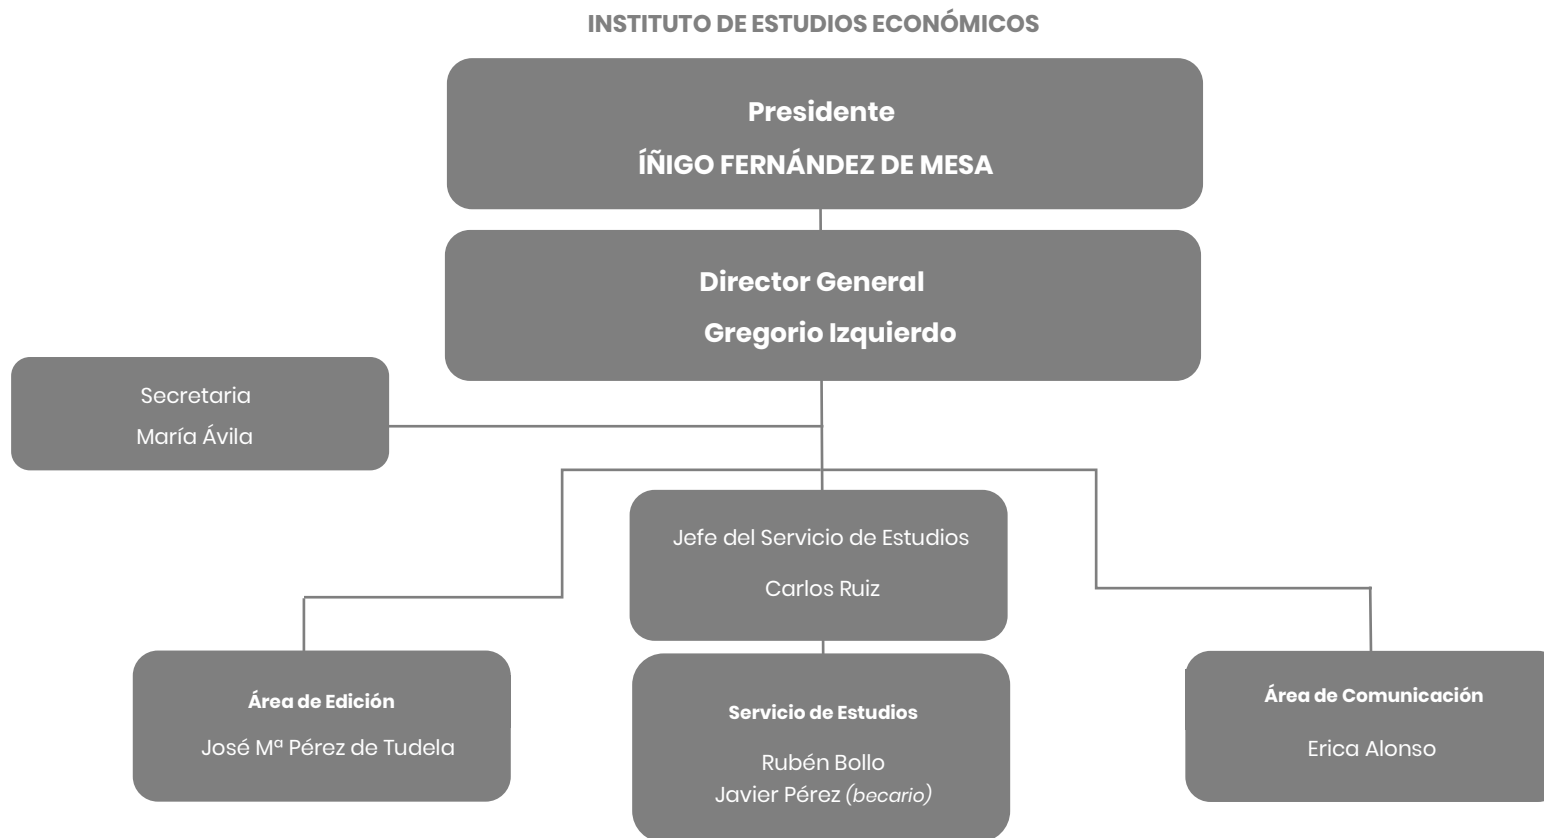 INSTITUTO DE ESTUDIOS ECONÓMICOS
Presidente
ÍÑIGO FERNÁNDEZ DE MESA
Director General
Gregorio Izquierdo
Secretaria
María Ávila
Jefe del Servicio de Estudios
Carlos Ruiz
Área de Edición
José Mª Pérez de Tudela
Servicio de Estudios
Rubén Bollo
Javier Pérez (becario)
Área de Comunicación
Erica Alonso